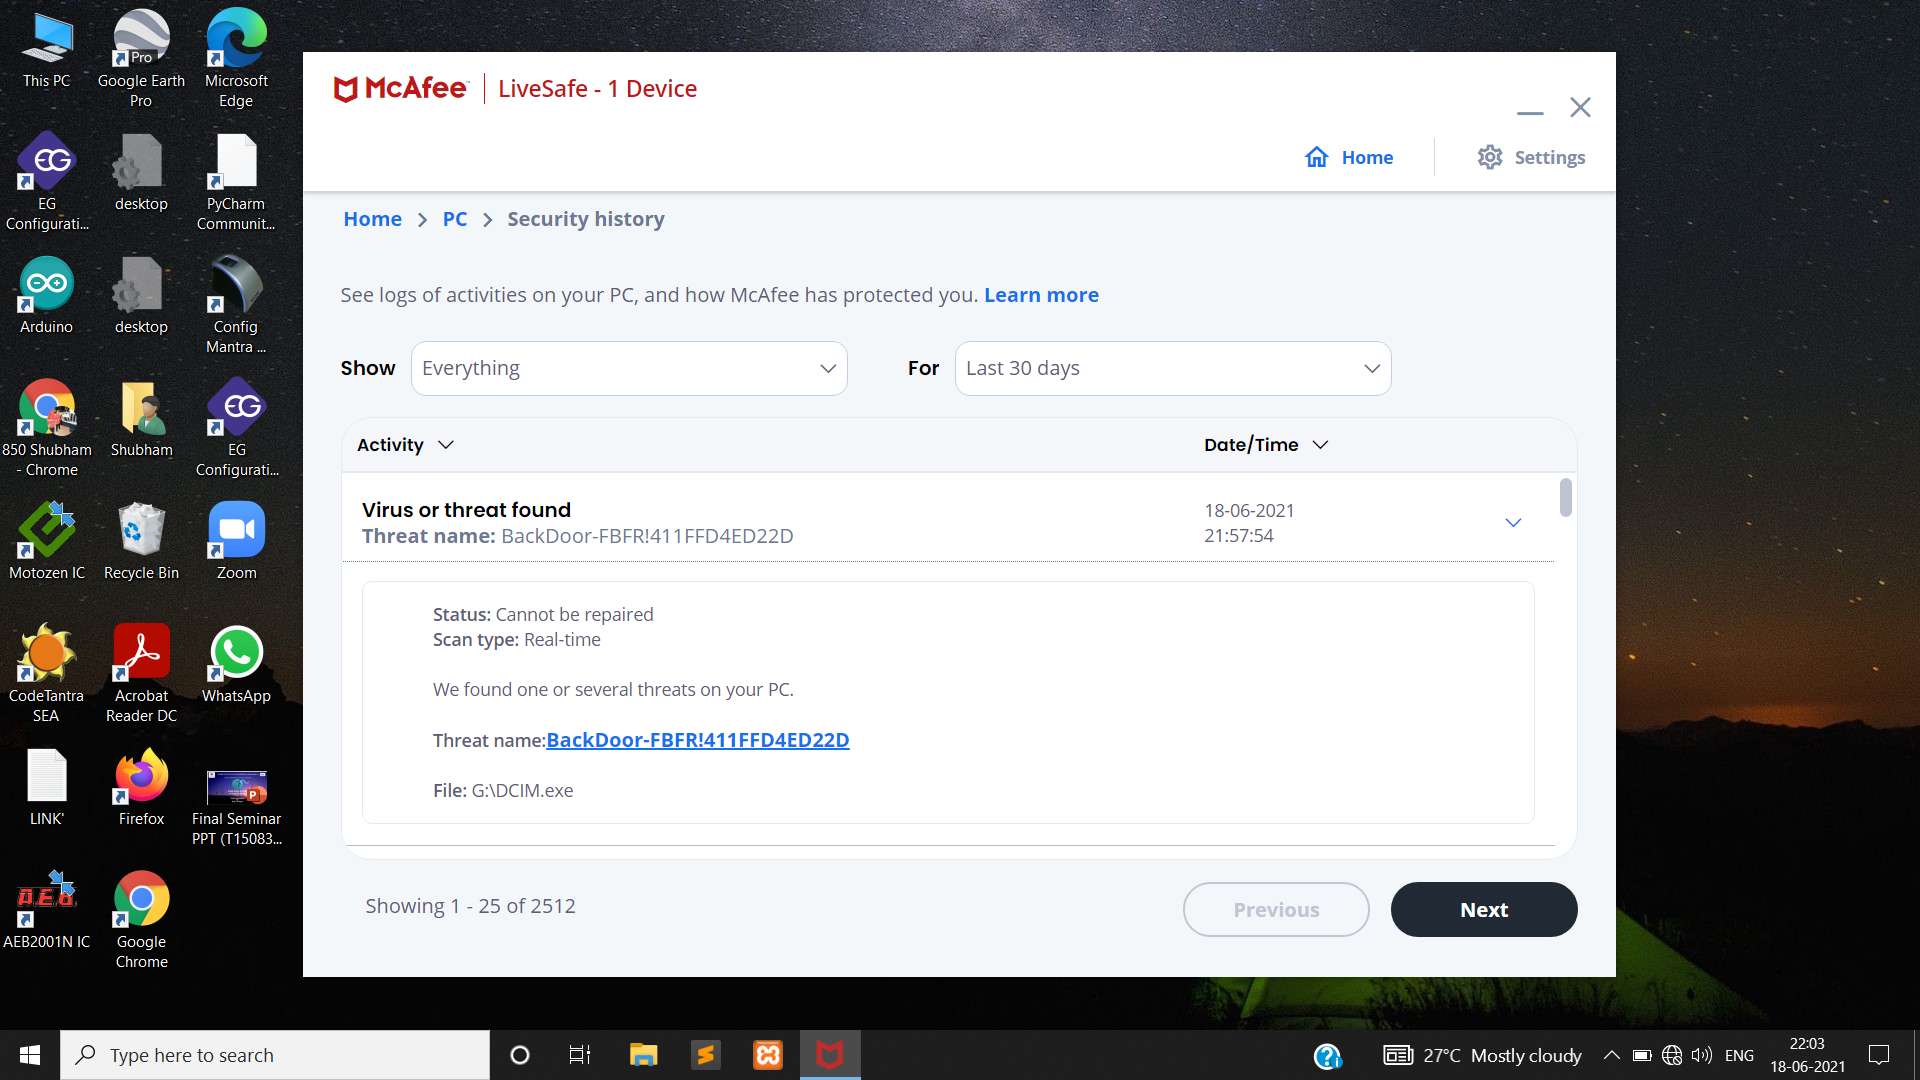 This PC
Google Earth
Pro
Microsoft
Edge
EG
Configurati...
desktop
PyCharm
Communit...
Arduino
desktop
Config
Mantra ...
850 Shubham
- Chrome
Shubham
EG
Configurati...
Motozen IC
Recycle Bin
Zoom
CodeTantra
SEA
Acrobat
Reader DC
WhatsApp
LINK'
Firefox
Final Seminar
PPT (T15083...
AEB2001N IC
Google
Chrome
Pro
EG
EG
A.E.B.
P
McAfee™ LiveSafe - 1 Device
Home Settings
Home > PC > Security history
See logs of activities on your PC, and how McAfee has protected you. Learn more
Show Everything For Last 30 days
Activity Date/Time
Virus or threat found 18-06-2021
Threat name: BackDoor-FBFR!411FFD4ED22D 21:57:54
Status: Cannot be repaired
Scan type: Real-time
We found one or several threats on your PC.
Threat name:BackDoor-FBFR!411FFD4ED22D
File: G:\DCIM.exe
Showing 1 - 25 of 2512 Previous Next
Type here to search
27°C Mostly cloudy ENG 22:03
18-06-2021